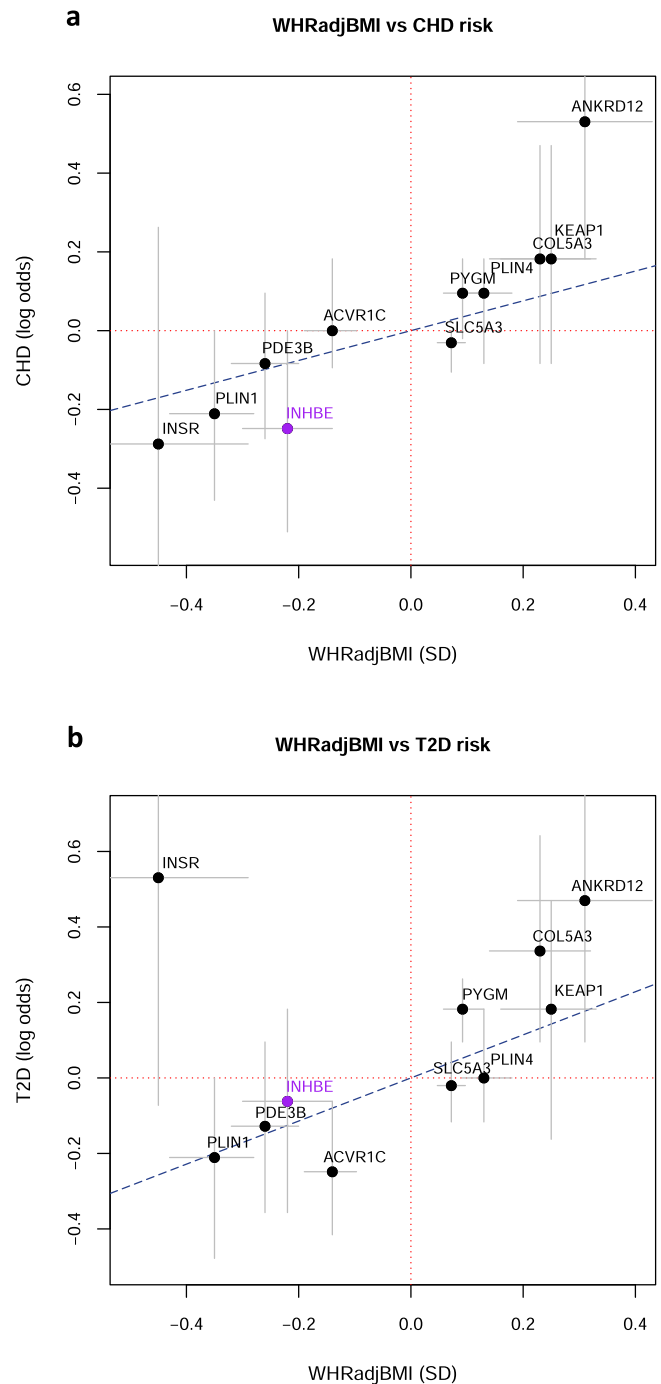 a
WHRadjBMI vs CHD risk
CHD (log odds)
0.6
0.4
0.2
0.0
−0.2
−0.4
ANKRD12
KEAP1
COL5A3
PLIN4
PYGM
SLC5A3
ACVR1C
PDE3B
PLIN1
INHBE
INSR
−0.4
−0.2
0.0
0.2
0.4
WHRadjBMI (SD)
b
WHRadjBMI vs T2D risk
T2D (log odds)
0.6
0.4
0.2
0.0
−0.2
−0.4
INSR
ANKRD12
COL5A3
PYGM
KEAP1
PLIN4
SLC5A3
INHBE
PDE3B
PLIN1
ACVR1C
−0.4
−0.2
0.0
0.2
0.4
WHRadjBMI (SD)